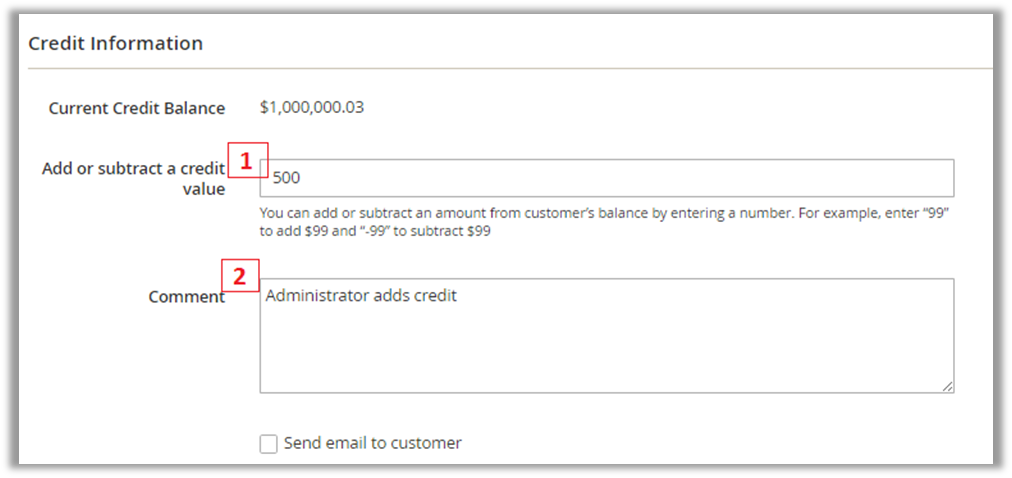 Credit Information
Current Credit Balance $1,000,000.03
1
Add or subtract a credit
value
500
You can add or subtract an amount from customer’s balance by entering a number. For example, enter “99”
to add $99 and “-99” to subtract $99
2
Comment
Administrator adds credit
Send email to customer